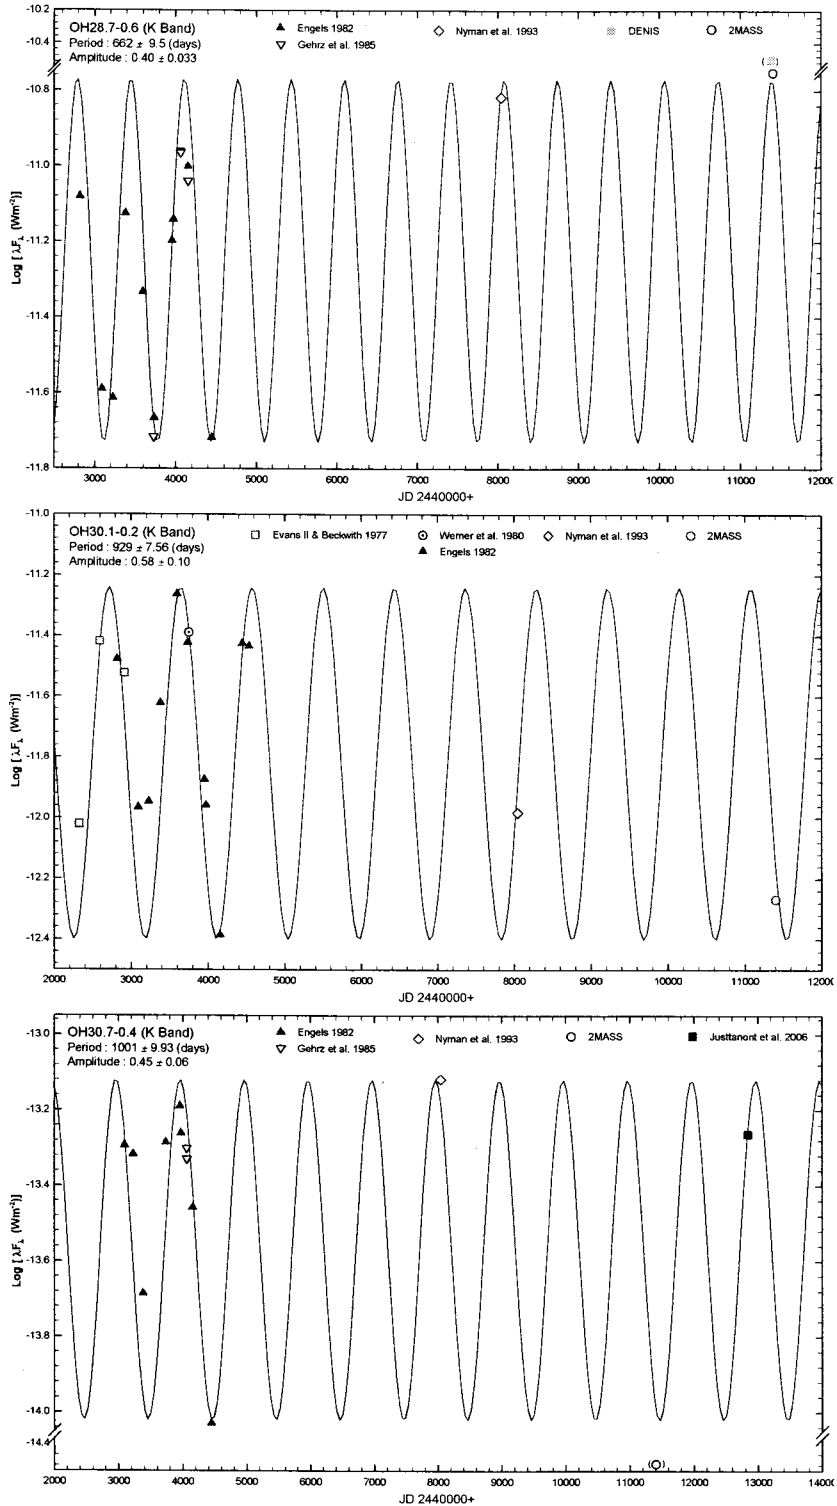 OH28.7-0.6 (K Band)
Period : 662 ± 9.5 (days)
Amplitude : 0.40 ± 0.033
Engels 1982
Gehrz et al. 1985
Nyman et al. 1993
DENIS
2MASS
( )
-10.2
-10.4
-10.8
-11.0
-11.2
-11.4
-11.6
-11.8
Log [ λFλ (Wm-2)]
3000 4000 5000 6000 7000 8000 9000 10000 11000 12000
JD 2440000+
OH30.1-0.2 (K Band)
Period : 929 ± 7.56 (days)
Amplitude : 0.58 ± 0.10
Evans II & Beckwith 1977
Werner et al. 1980
Engels 1982
Nyman et al. 1993
2MASS
-11.0
-11.2
-11.4
-11.6
-11.8
-12.0
-12.2
-12.4
Log [ λFλ (Wm-2)]
2000 3000 4000 5000 6000 7000 8000 9000 10000 11000 12000
JD 2440000+
OH30.7-0.4 (K Band)
Period : 1001 ± 9.93 (days)
Amplitude : 0.45 ± 0.06
Engels 1982
Gehrz et al. 1985
Nyman et al. 1993
2MASS
Justtanont et al. 2006
-13.0
-13.2
-13.4
-13.6
-13.8
-14.0
-14.4
Log [ λFλ (Wm-2)]
( )
2000 3000 4000 5000 6000 7000 8000 9000 10000 11000 12000 13000 14000
JD 2440000+